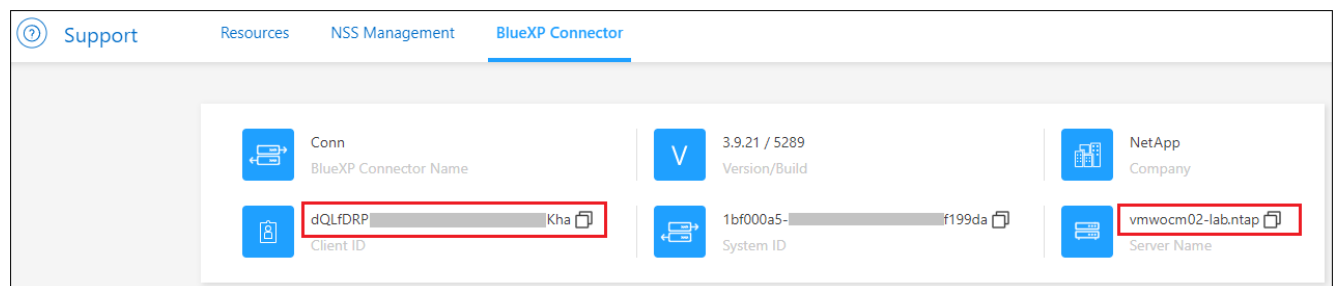 Support Resources NSS Management BlueXP Connector
Conn 3.9.21 / 5289 NetApp
BlueXP Connector Name V Version/Build Company
dQLfDRP Kha 1bf000a5- f199da vmwocm02-lab.ntap
Client ID System ID Server Name